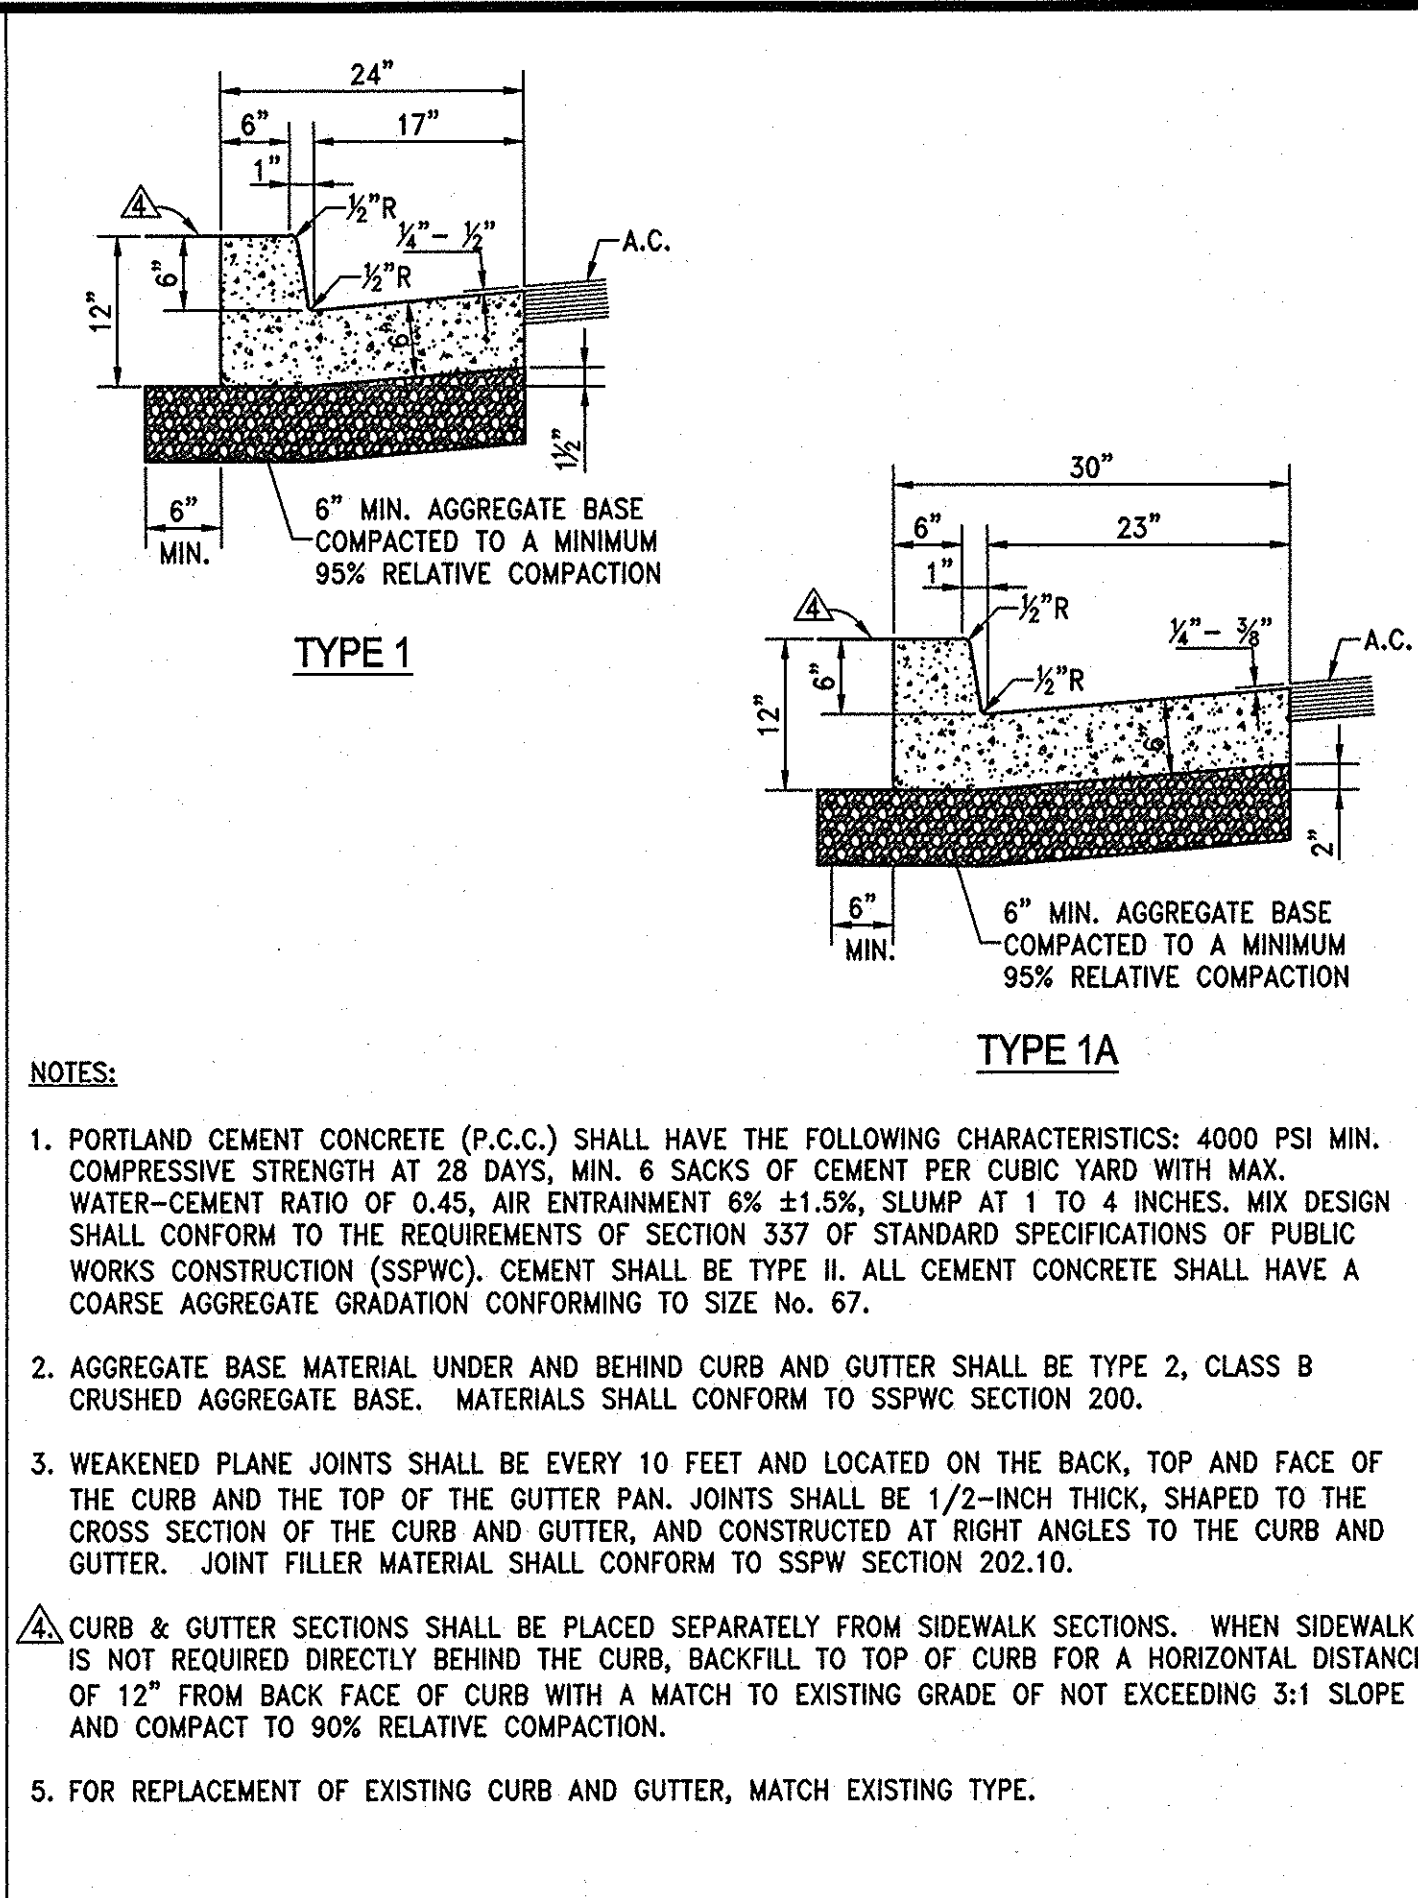 24"
6" 17"
1"
4
½"R
¼"- ½"
A.C.
6"
½"R
12"
6"
1½"
6"
MIN.
6" MIN. AGGREGATE BASE
COMPACTED TO A MINIMUM
95% RELATIVE COMPACTION
TYPE 1
30"
6" 23"
1"
4
½"R
¼"- ⅜"
A.C.
6"
½"R
12"
6"
2"
6"
MIN.
6" MIN. AGGREGATE BASE
COMPACTED TO A MINIMUM
95% RELATIVE COMPACTION
TYPE 1A
NOTES:
1. PORTLAND CEMENT CONCRETE (P.C.C.) SHALL HAVE THE FOLLOWING CHARACTERISTICS: 4000 PSI MIN.
COMPRESSIVE STRENGTH AT 28 DAYS, MIN. 6 SACKS OF CEMENT PER CUBIC YARD WITH MAX.
WATER-CEMENT RATIO OF 0.45, AIR ENTRAINMENT 6% ±1.5%, SLUMP AT 1 TO 4 INCHES. MIX DESIGN
SHALL CONFORM TO THE REQUIREMENTS OF SECTION 337 OF STANDARD SPECIFICATIONS OF PUBLIC
WORKS CONSTRUCTION (SSPWC). CEMENT SHALL BE TYPE II. ALL CEMENT CONCRETE SHALL HAVE A
COARSE AGGREGATE GRADATION CONFORMING TO SIZE No. 67.
2. AGGREGATE BASE MATERIAL UNDER AND BEHIND CURB AND GUTTER SHALL BE TYPE 2, CLASS B
CRUSHED AGGREGATE BASE. MATERIALS SHALL CONFORM TO SSPWC SECTION 200.
3. WEAKENED PLANE JOINTS SHALL BE EVERY 10 FEET AND LOCATED ON THE BACK, TOP AND FACE OF
THE CURB AND THE TOP OF THE GUTTER PAN. JOINTS SHALL BE 1/2-INCH THICK, SHAPED TO THE
CROSS SECTION OF THE CURB AND GUTTER, AND CONSTRUCTED AT RIGHT ANGLES TO THE CURB AND
GUTTER. JOINT FILLER MATERIAL SHALL CONFORM TO SSPW SECTION 202.10.
4. CURB & GUTTER SECTIONS SHALL BE PLACED SEPARATELY FROM SIDEWALK SECTIONS. WHEN SIDEWALK
IS NOT REQUIRED DIRECTLY BEHIND THE CURB, BACKFILL TO TOP OF CURB FOR A HORIZONTAL DISTANC
OF 12" FROM BACK FACE OF CURB WITH A MATCH TO EXISTING GRADE OF NOT EXCEEDING 3:1 SLOPE
AND COMPACT TO 90% RELATIVE COMPACTION.
5. FOR REPLACEMENT OF EXISTING CURB AND GUTTER, MATCH EXISTING TYPE.